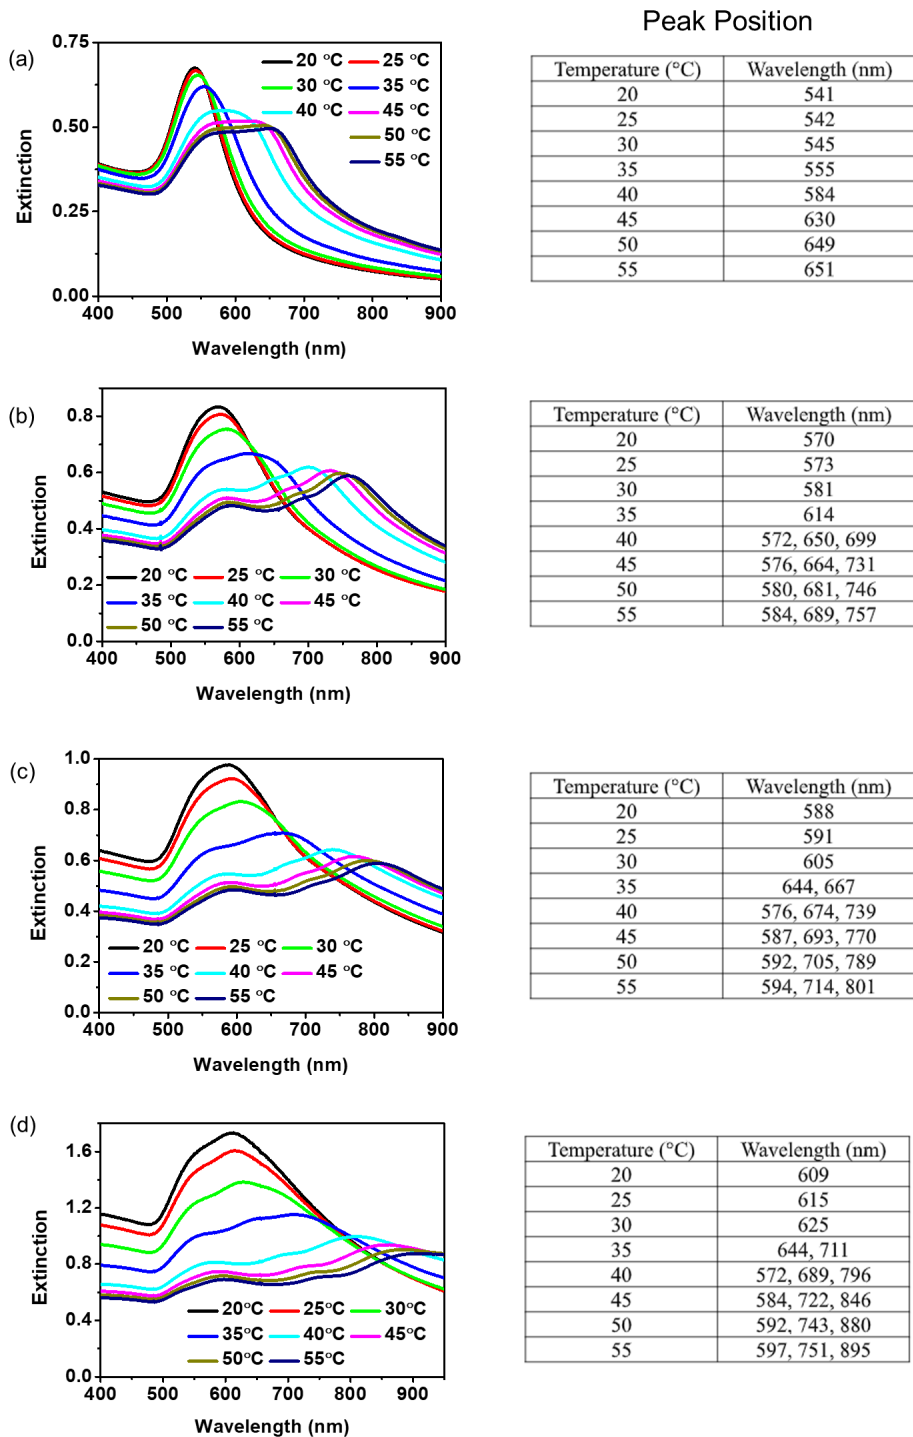 Peak Position
(a)
0.75
0.50
0.25
0.00
Extinction
20 °C 25 °C
30 °C 35 °C
40 °C 45 °C
50 °C
55 °C
400 500 600 700 800 900
Wavelength (nm)
Temperature (°C) Wavelength (nm)
20 541
25 542
30 545
35 555
40 584
45 630
50 649
55 651
(b)
0.8
0.6
0.4
0.2
0.0
Extinction
20 °C 25 °C 30 °C
35 °C 40 °C 45 °C
50 °C 55 °C
400 500 600 700 800 900
Wavelength (nm)
Temperature (°C) Wavelength (nm)
20 570
25 573
30 581
35 614
40 572, 650, 699
45 576, 664, 731
50 580, 681, 746
55 584, 689, 757
(c)
1.0
0.8
0.6
0.4
0.2
0.0
Extinction
20 °C 25 °C 30 °C
35 °C 40 °C 45 °C
50 °C 55 °C
400 500 600 700 800 900
Wavelength (nm)
Temperature (°C) Wavelength (nm)
20 588
25 591
30 605
35 644, 667
40 576, 674, 739
45 587, 693, 770
50 592, 705, 789
55 594, 714, 801
(d)
1.6
1.2
0.8
0.4
0.0
Extinction
20°C 25°C 30°C
35°C 40°C 45°C
50°C 55°C
400 500 600 700 800 900
Wavelength (nm)
Temperature (°C) Wavelength (nm)
20 609
25 615
30 625
35 644, 711
40 572, 689, 796
45 584, 722, 846
50 592, 743, 880
55 597, 751, 895